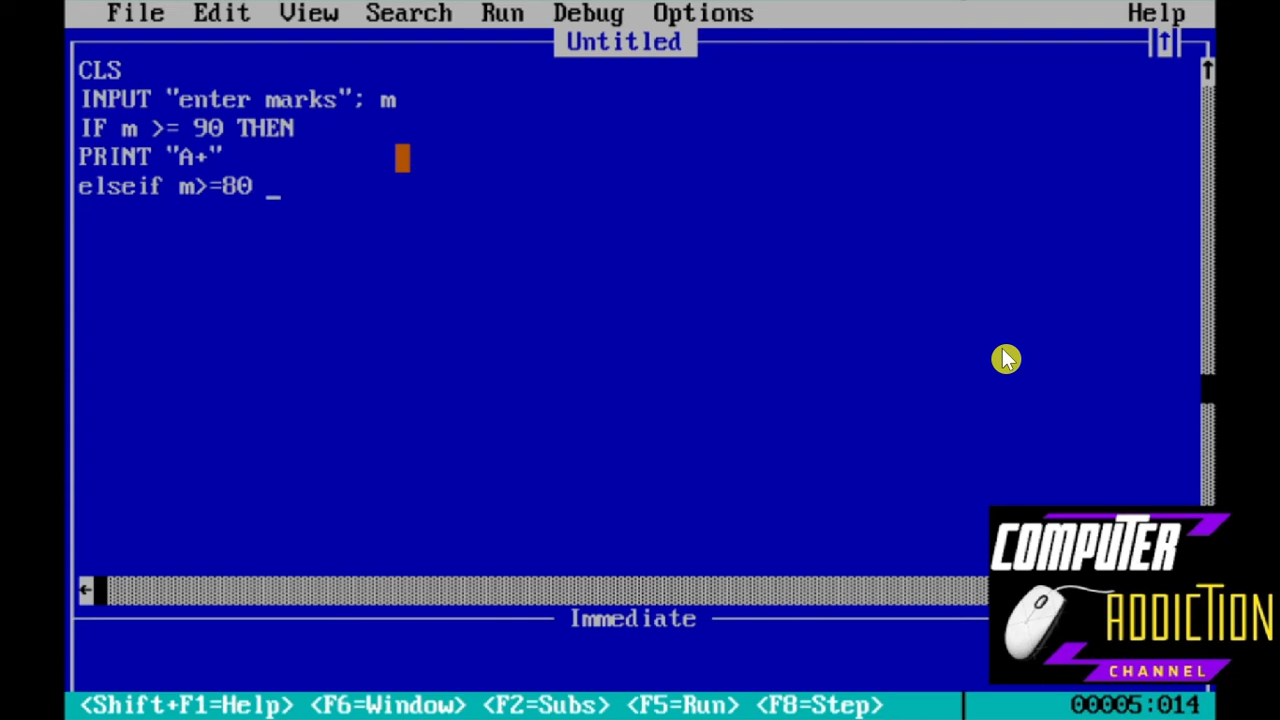 File Edit View Search Run Debug Options Help
Untitled
CLS
INPUT "enter marks"; m
IF m >= 90 THEN
PRINT "A+"
elseif m>=80 _
Immediate
COMPUTER
ADDICTION
CHANNEL
<Shift+F1=Help> <F6=Window> <F2=Subs> <F5=Run> <F8=Step> 00005:014